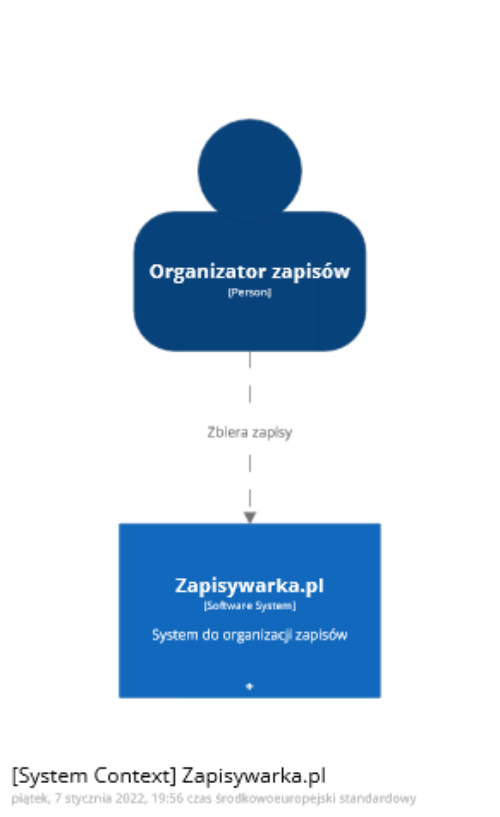 Organizator zapisów
[Person]
Zbiera zapisy
Zapisywarka.pl
[Software System]
System do organizacji zapisów
+
[System Context] Zapisywarka.pl
piątek, 7 stycznia 2022, 19:56 czas środkowoeuropejski standardowy